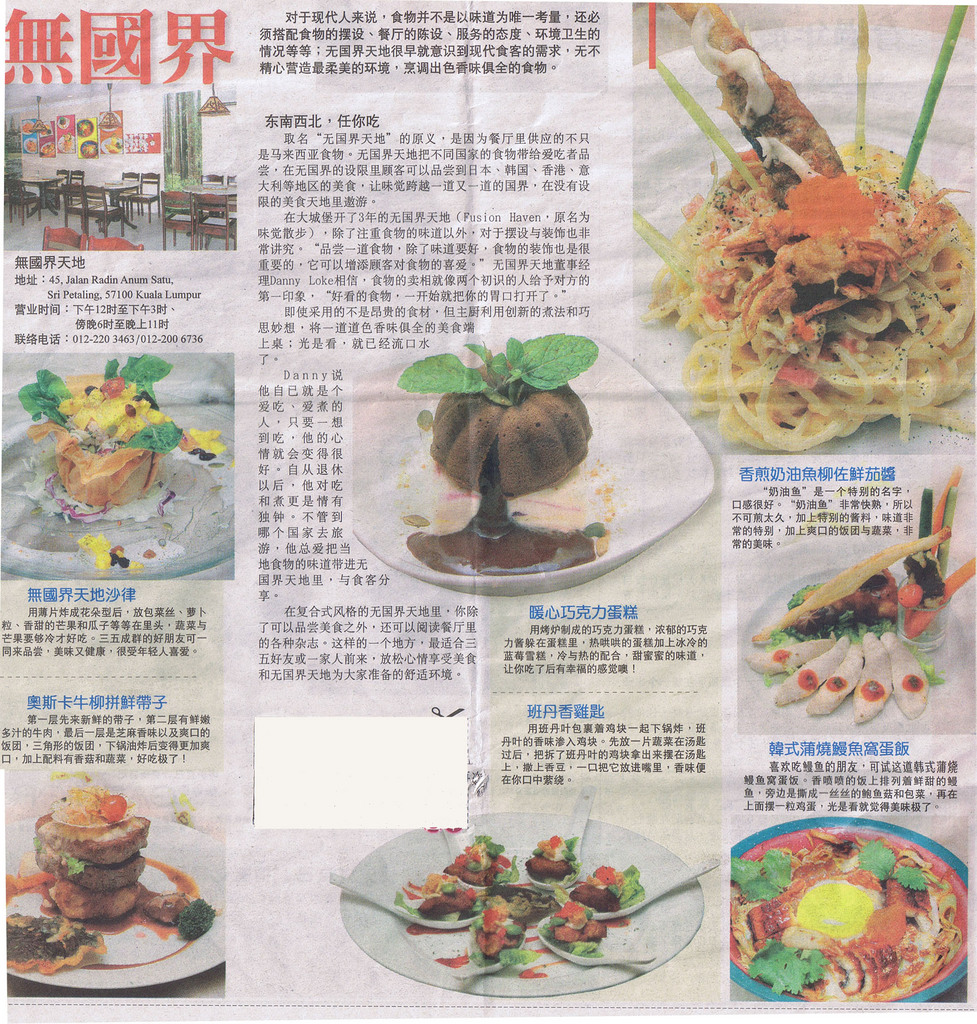 無國界
对于现代人来说，食物并不是以味道为唯一考量，还必
须搭配食物的摆设、餐厅的陈设、服务的态度、环境卫生的
情况等等；无国界天地很早就意识到现代食客的需求，无不
精心营造最柔美的环境，烹调出色香味俱全的食物。
無國界天地
地址：45, Jalan Radin Anum Satu,
Sri Petaling, 57100 Kuala Lumpur
营业时间：下午12时至下午3时、
傍晚6时至晚上11时
联络电话：012-220 3463/012-200 6736
东南西北，任你吃
取名“无国界天地”的原义，是因为餐厅里供应的不只
是马来西亚食物。无国界天地把不同国家的食物带给爱吃者品
尝，在无国界的设限里顾客可以品尝到日本、韩国、香港、意
大利等地区的美食，让味觉跨越一道又一道的国界，在没有设
限的美食天地里遨游。
在大城堡开了3年的无国界天地（Fusion Haven，原名为
味觉散步），除了注重食物的味道以外，对于摆设与装饰也非
常讲究。“品尝一道食物，除了味道要好，食物的装饰也是很
重要的，它可以增添顾客对食物的喜爱。”无国界天地董事经
理Danny Loke相信，食物的卖相就像两个初识的人给予对方的
第一印象，“好看的食物，一开始就把你的胃口打开了。”
即使采用的不是昂贵的食材，但主厨利用创新的煮法和巧
思妙想，将一道道色香味俱全的美食端
上桌；光是看，就已经流口水
了。
Danny说
他自已就是个
爱吃、爱煮的
人，只要一想
到吃，他的心
情就会变得很
好。自从退休
以后，他对吃
和煮更是情有
独钟。不管到
哪个国家去旅
游，他总爱把当
地食物的味道带进无
国界天地里，与食客分
享。
在复合式风格的无国界天地里，你除
了可以品尝美食之外，还可以阅读餐厅里
的各种杂志。这样的一个地方，最适合三
五好友或一家人前来，放松心情享受美食
和无国界天地为大家准备的舒适环境。
無國界天地沙律
用薄片炸成花朵型后，放包菜丝、萝卜
粒、香甜的芒果和瓜子等等在里头，蔬菜与
芒果要够冷才好吃。三五成群的好朋友可一
同来品尝，美味又健康，很受年轻人喜爱。
奧斯卡牛柳拼鮮帶子
第一层先来新鲜的带子，第二层有鲜嫩
多汁的牛肉，最后一层是芝麻香味以及爽口的
饭团，三角形的饭团，下锅油炸后变得更加爽
口，加上配料有香菇和蔬菜，好吃极了！
暖心巧克力蛋糕
用烤炉制成的巧克力蛋糕，浓郁的巧克
力酱躲在蛋糕里，热哄哄的蛋糕加上冰冷的
蓝莓雪糕，冷与热的配合，甜蜜蜜的味道，
让你吃了后有幸福的感觉噢！
班丹香雞匙
用班丹叶包裹着鸡块一起下锅炸，班
丹叶的香味渗入鸡块。先放一片蔬菜在汤匙
过后，把拆了班丹叶的鸡块拿出来摆在汤匙
上，撒上香豆，一口把它放进嘴里，香味便
在你口中萦绕。
香煎奶油魚柳佐鮮茄醬
“奶油鱼”是一个特别的名字，
口感很好。“奶油鱼”非常快熟，所以
不可煎太久，加上特别的酱料，味道非
常的特别，加上爽口的饭团与蔬菜，非
常的美味。
韓式蒲燒鰻魚窩蛋飯
喜欢吃鳗鱼的朋友，可试这道韩式蒲烧
鳗鱼窝蛋饭。香喷喷的饭上排列着鲜甜的鳗
鱼，旁边是撕成一丝丝的鲍鱼菇和包菜，再在
上面摆一粒鸡蛋，光是看就觉得美味极了。